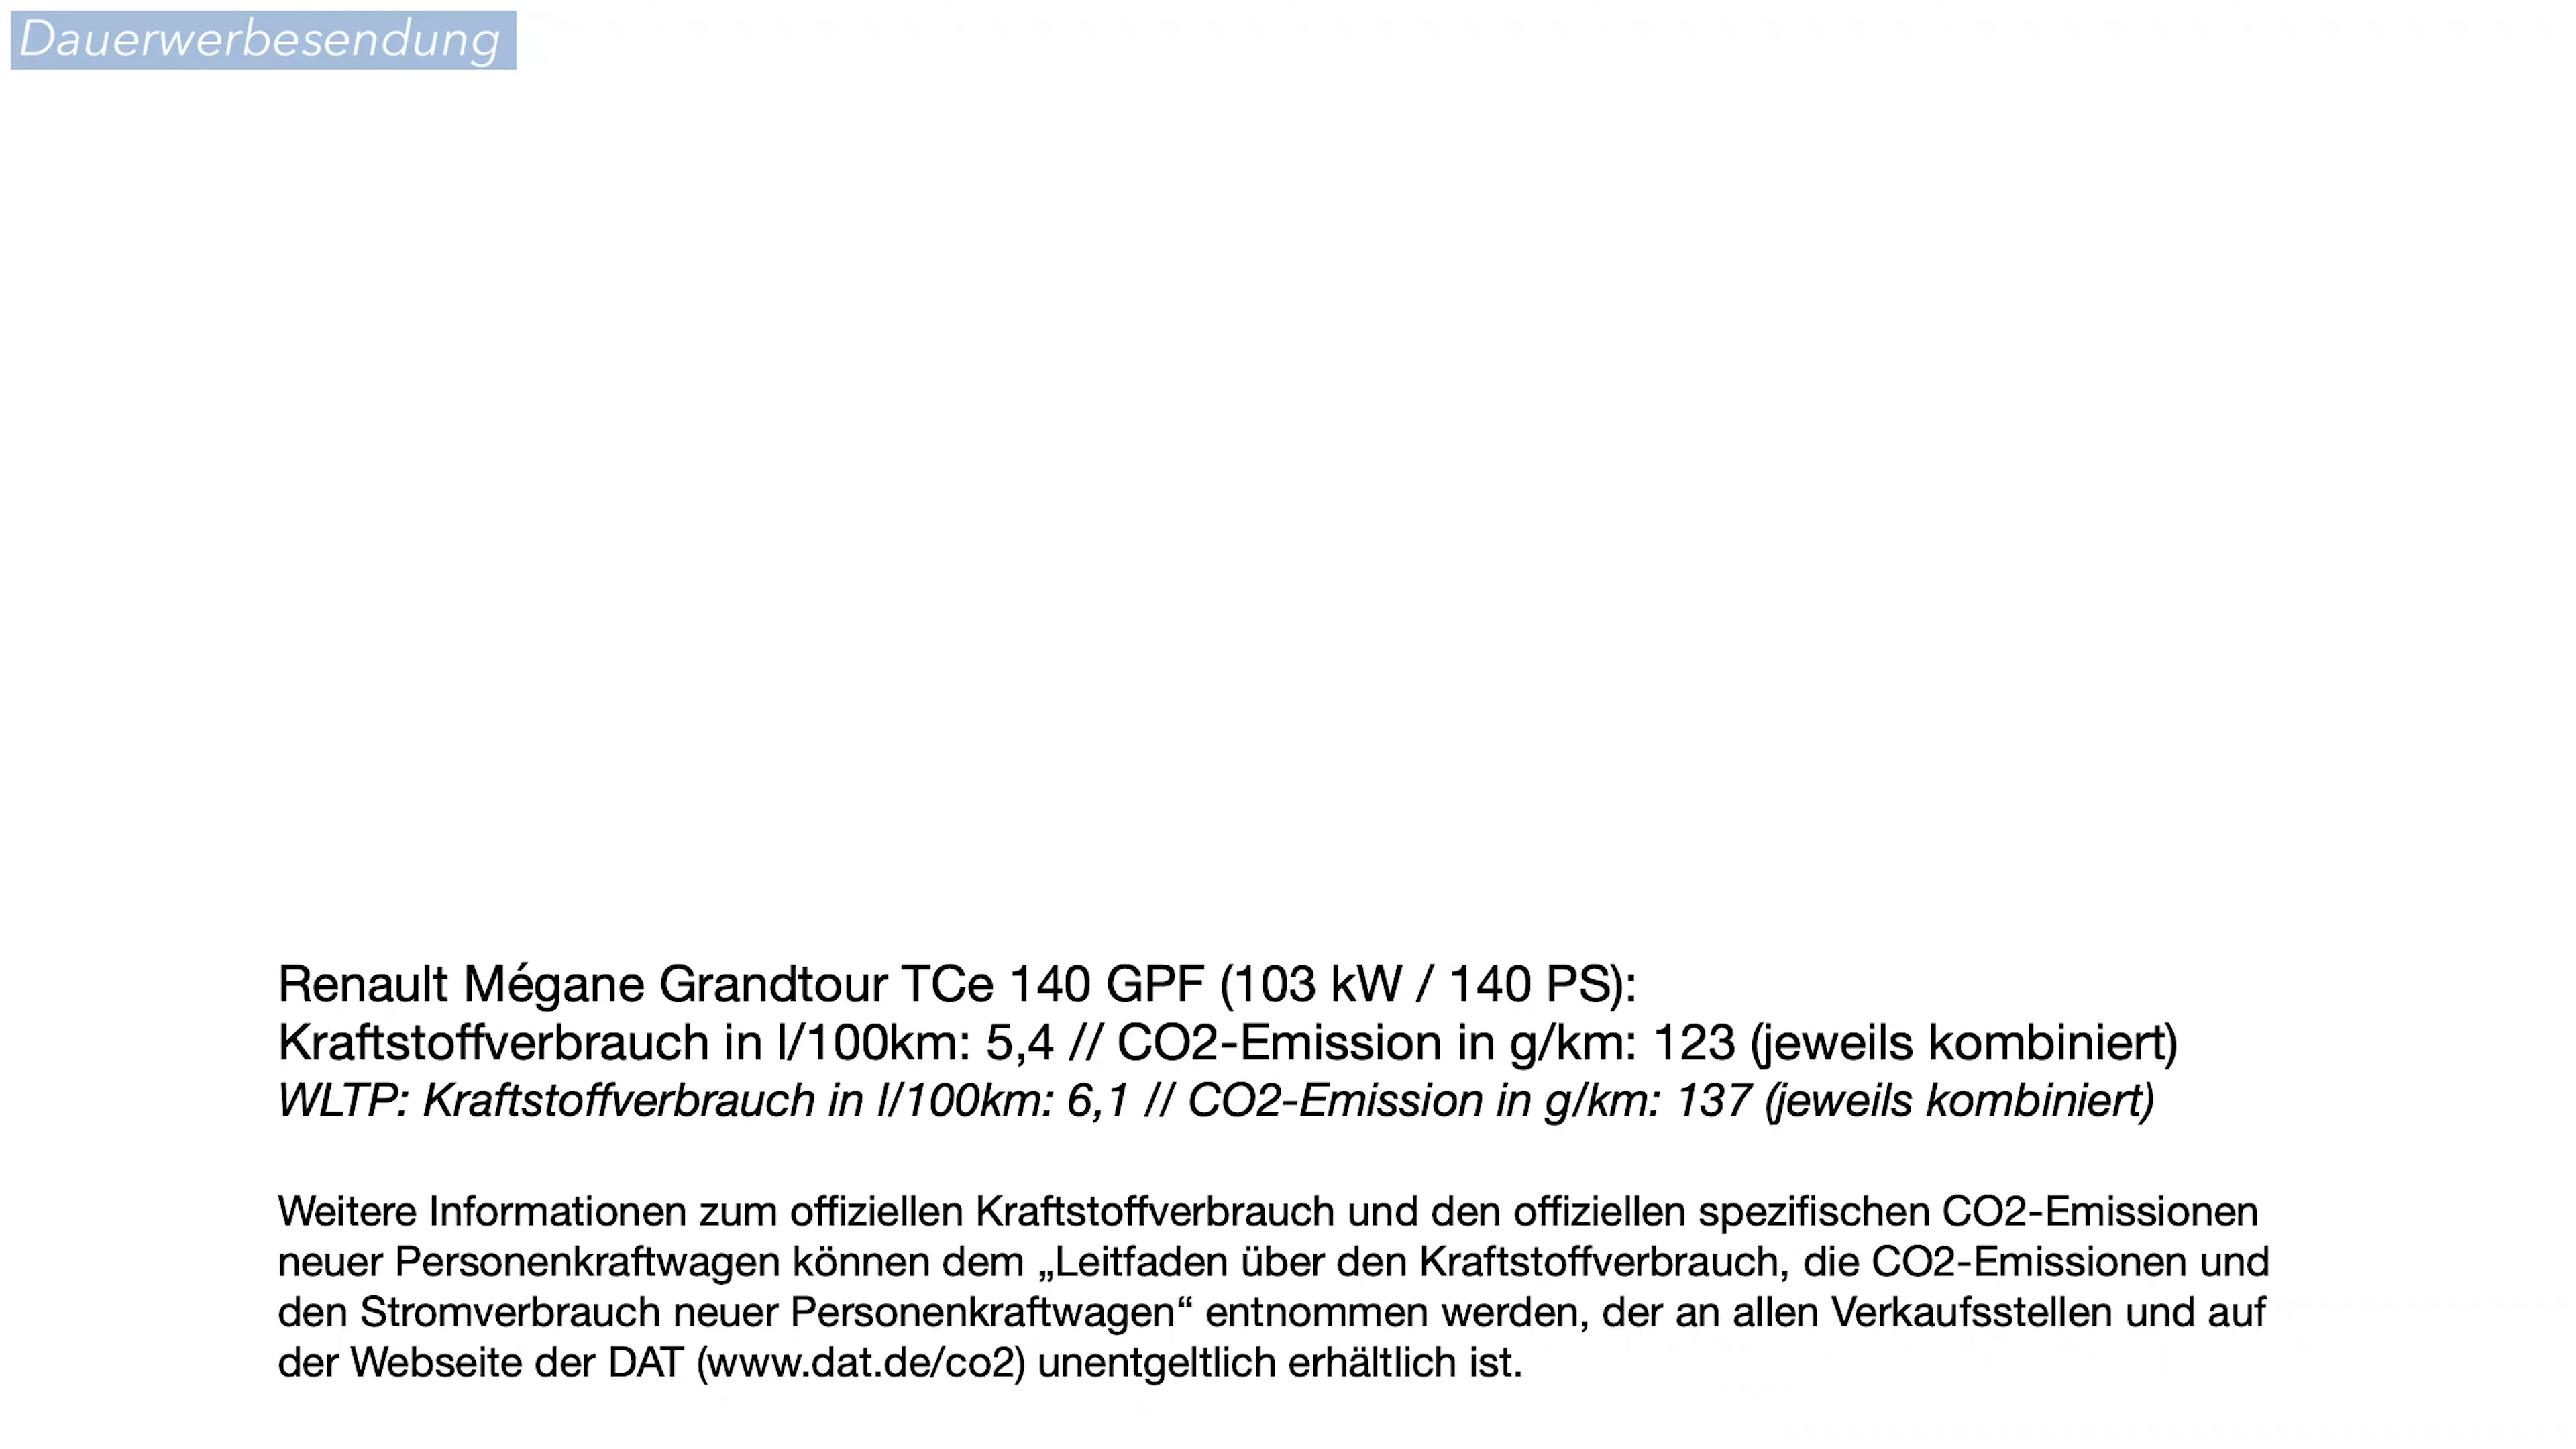 Dauerwerbesendung
Renault Mégane Grandtour TCe 140 GPF (103 kW / 140 PS):
Kraftstoffverbrauch in l/100km: 5,4 // CO2-Emission in g/km: 123 (jeweils kombiniert)
WLTP: Kraftstoffverbrauch in l/100km: 6,1 // CO2-Emission in g/km: 137 (jeweils kombiniert)
Weitere Informationen zum offiziellen Kraftstoffverbrauch und den offiziellen spezifischen CO2-Emissionen
neuer Personenkraftwagen können dem „Leitfaden über den Kraftstoffverbrauch, die CO2-Emissionen und
den Stromverbrauch neuer Personenkraftwagen“ entnommen werden, der an allen Verkaufsstellen und auf
der Webseite der DAT (www.dat.de/co2) unentgeltlich erhältlich ist.